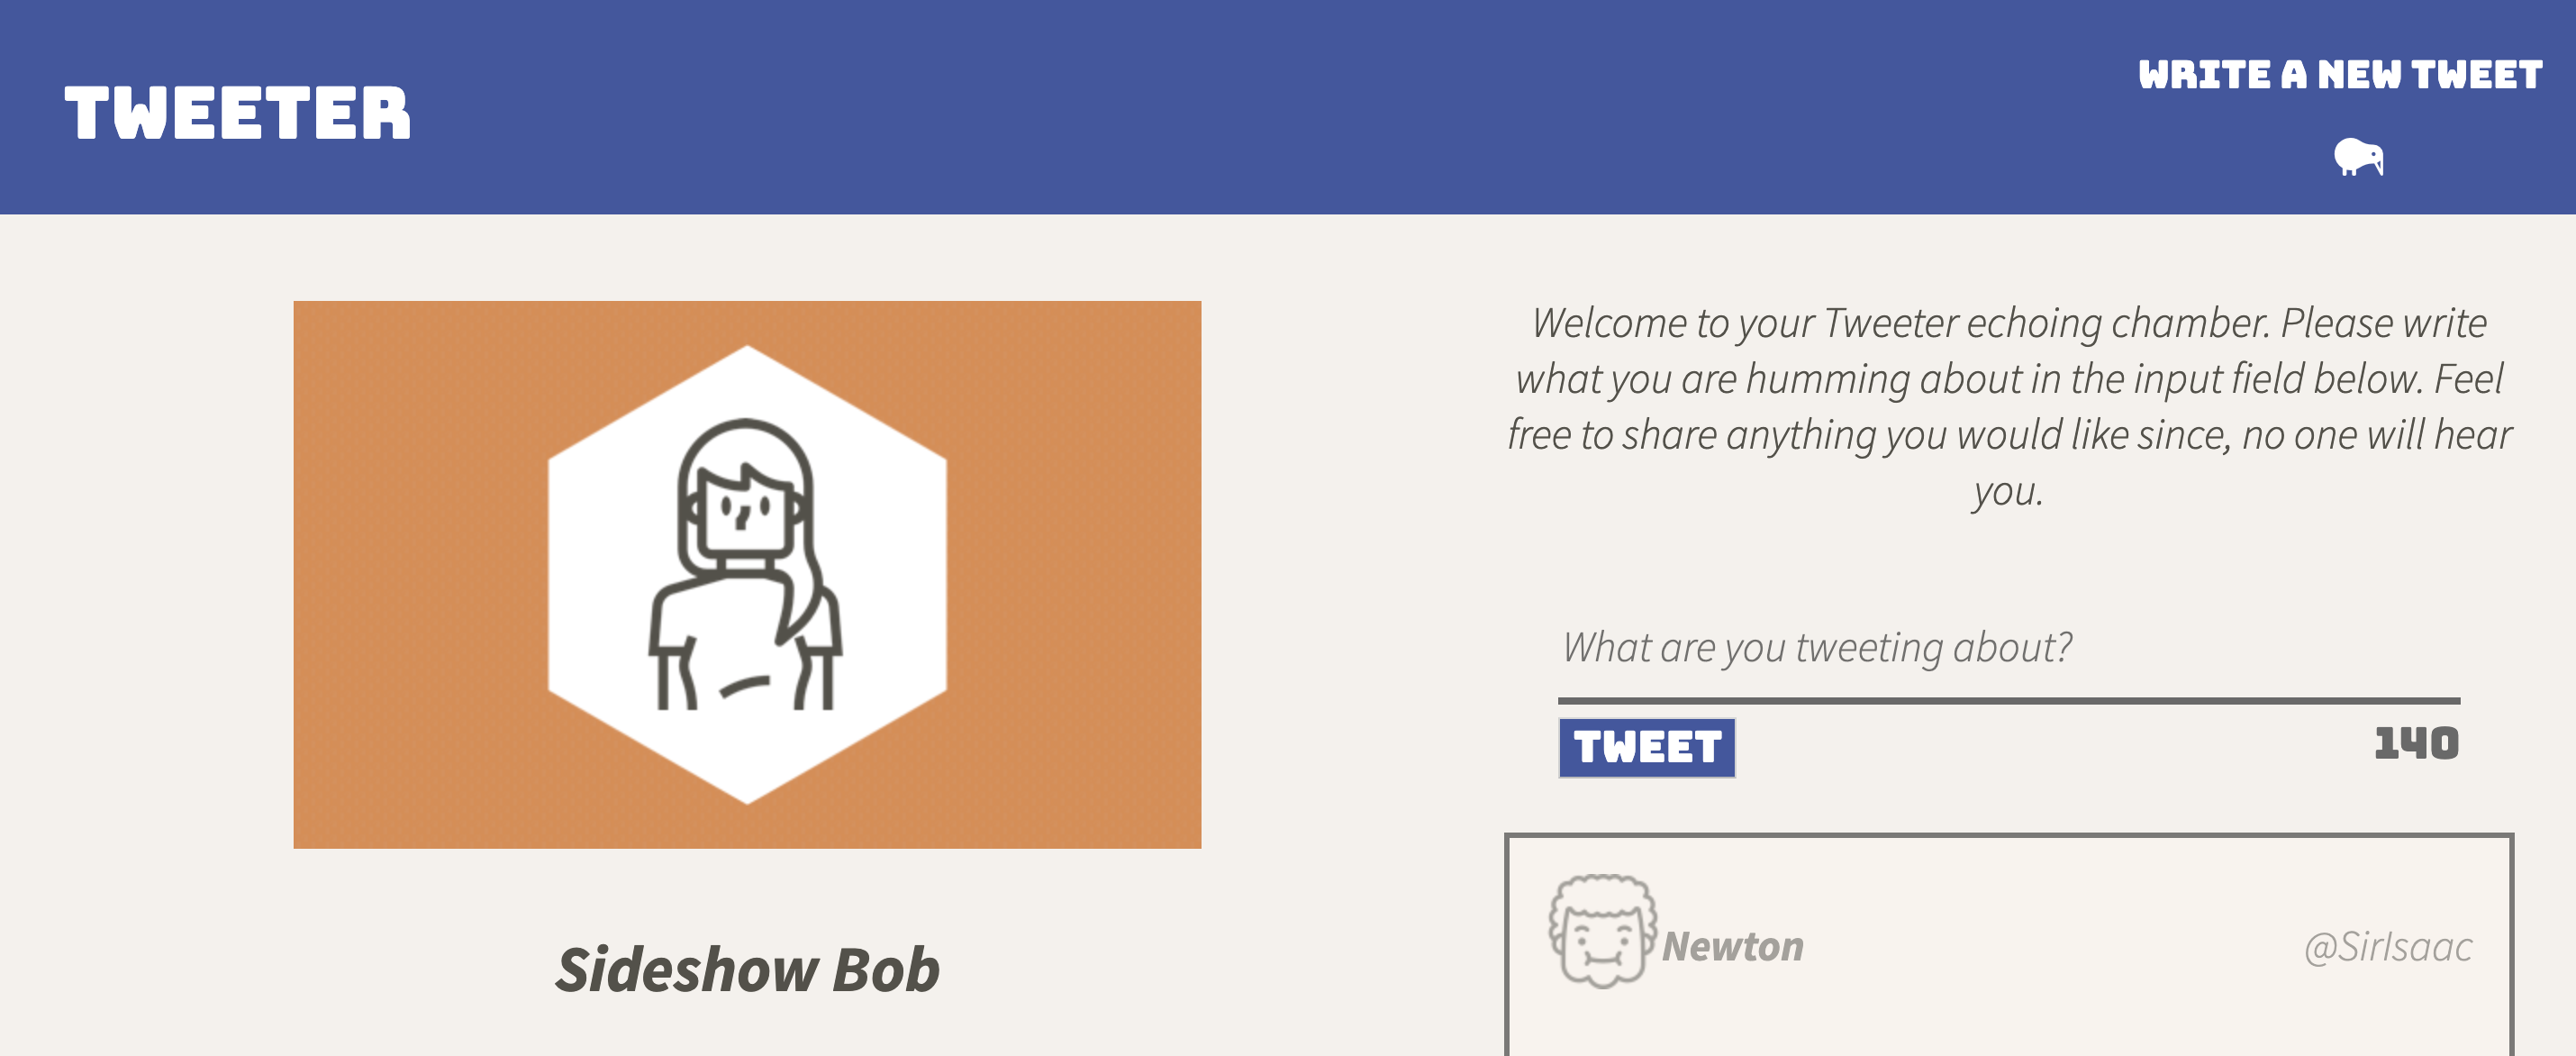 TWEETER
WRITE A NEW TWEET
Sideshow Bob
Welcome to your Tweeter echoing chamber. Please write
what you are humming about in the input field below. Feel
free to share anything you would like since, no one will hear
you.
What are you tweeting about?
TWEET
140
Newton
@SirIsaac